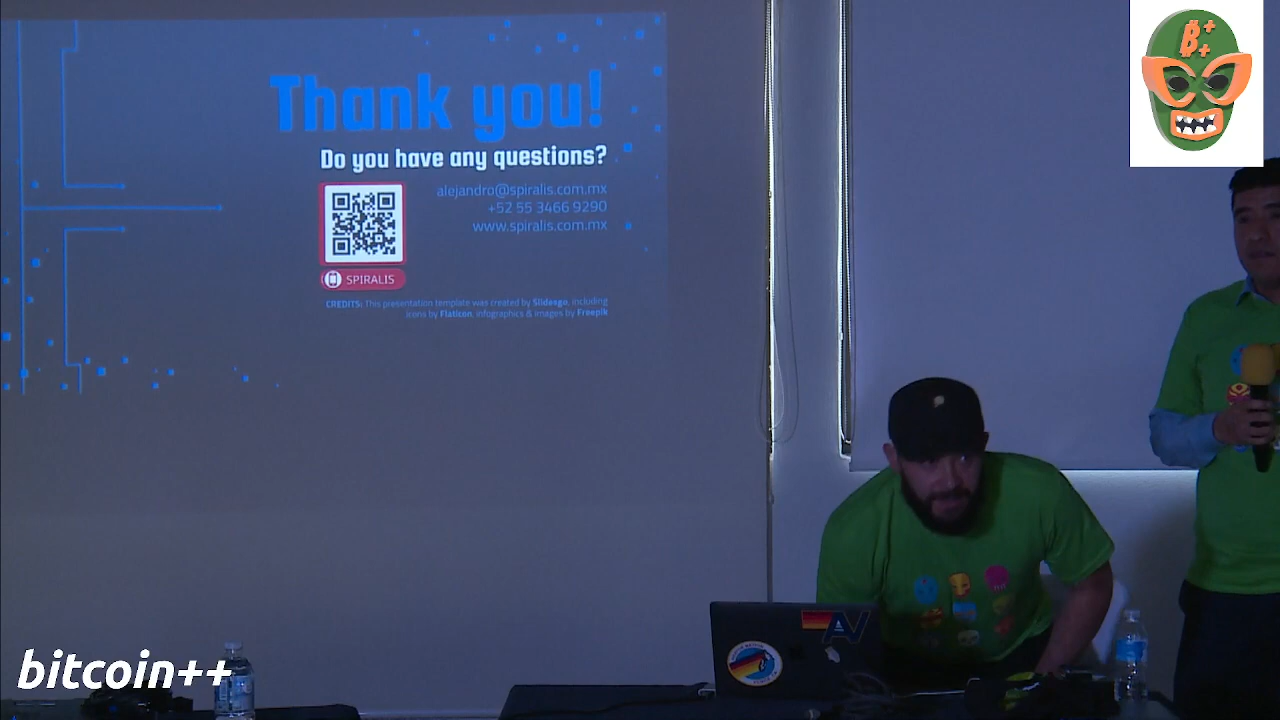 Thank you!
Do you have any questions?
alejandro@spiralis.com.mx
+52 55 3466 9290
www.spiralis.com.mx
SPIRALIS
CREDITS: This presentation template was created by Slidesgo, including
icons by Flaticon, infographics & images by Freepik
bitcoin++